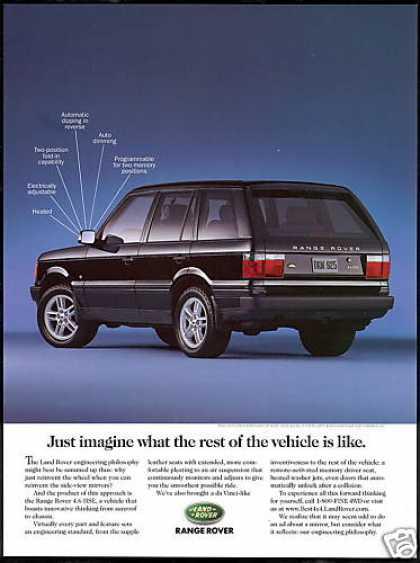 Automatic
dipping in
reverse
Auto
dimming
Two-position
fold in
capability
Programmable
for two memory
positions
Electrically
adjustable
Heated
RANGE ROVER
Just imagine what the rest of the vehicle is like.
The Land Rover engineering philosophy
might best be summed up thus: why
just reinvent the wheel when you can
reinvent the side-view mirror?
And the product of this approach is
the Range Rover 4.6 HSE, a vehicle that
boasts innovative thinking from sunroof
to chassis.
Virtually every part and feature sets
an engineering standard, from the supple
leather seats with extended, more com-
fortable pleating to an air suspension that
continuously monitors and adjusts to give
you the smoothest possible ride.
We've also brought a da Vinci-like
LAND
ROVER
RANGE ROVER
inventiveness to the rest of the vehicle: a
remote-activated memory driver seat,
heated washer jets, even doors that auto-
matically unlock after a collision.
To experience all this forward thinking
for yourself, call 1-800-FINE 4WD or visit
us at www.Best4x4.LandRover.com.
We realize that it may seem odd to do
an ad about a mirror, but consider what
it reflects: our engineering philosophy.